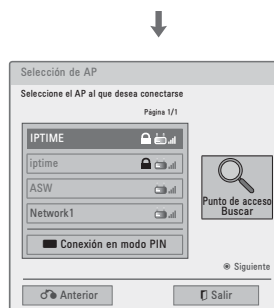 Selección de AP
Seleccione el AP al que desea conectarse
Página 1/1
IPTIME
iptime
ASW
Network1
Conexión en modo PIN
Punto de acceso
Buscar
Siguiente
Anterior
Salir